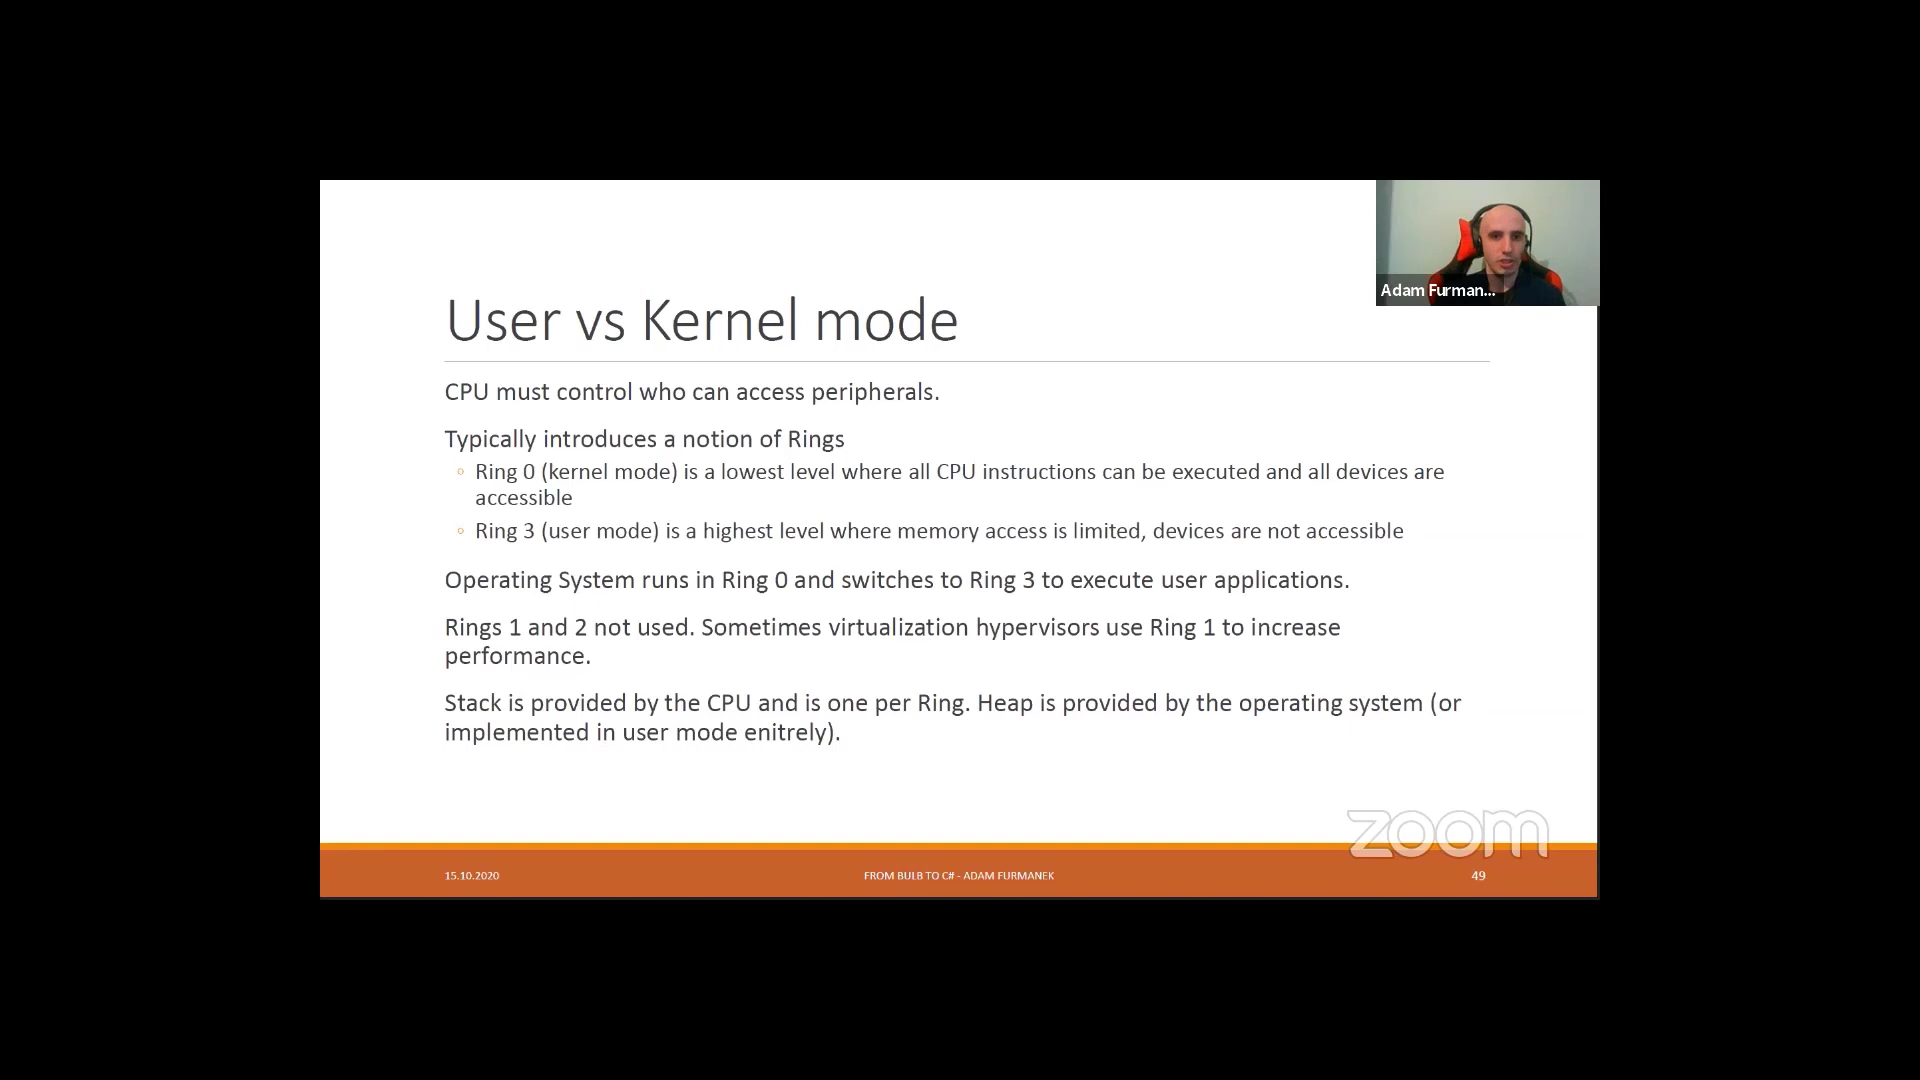 Adam Furman...
User vs Kernel mode
CPU must control who can access peripherals.
Typically introduces a notion of Rings
◦ Ring 0 (kernel mode) is a lowest level where all CPU instructions can be executed and all devices are
accessible
◦ Ring 3 (user mode) is a highest level where memory access is limited, devices are not accessible
Operating System runs in Ring 0 and switches to Ring 3 to execute user applications.
Rings 1 and 2 not used. Sometimes virtualization hypervisors use Ring 1 to increase
performance.
Stack is provided by the CPU and is one per Ring. Heap is provided by the operating system (or
implemented in user mode enitrely).
zoom
15.10.2020
FROM BULB TO C# - ADAM FURMANEK
49